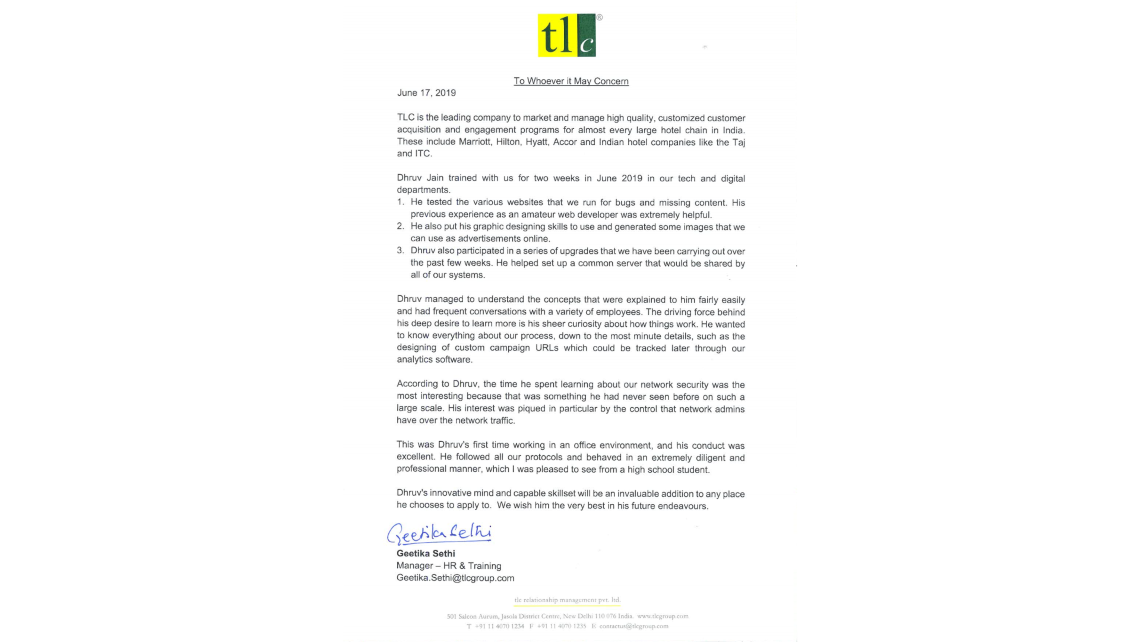 tlc®
To Whoever it May Concern
June 17, 2019
TLC is the leading company to market and manage high quality, customized customer
acquisition and engagement programs for almost every large hotel chain in India.
These include Marriott, Hilton, Hyatt, Accor and Indian hotel companies like the Taj
and ITC.
Dhruv Jain trained with us for two weeks in June 2019 in our tech and digital
departments.
1. He tested the various websites that we run for bugs and missing content. His
previous experience as an amateur web developer was extremely helpful.
2. He also put his graphic designing skills to use and generated some images that we
can use as advertisements online.
3. Dhruv also participated in a series of upgrades that we have been carrying out over
the past few weeks. He helped set up a common server that would be shared by
all of our systems.
Dhruv managed to understand the concepts that were explained to him fairly easily
and had frequent conversations with a variety of employees. The driving force behind
his deep desire to learn more is his sheer curiosity about how things work. He wanted
to know everything about our process, down to the most minute details, such as the
designing of custom campaign URLs which could be tracked later through our
analytics software.
According to Dhruv, the time he spent learning about our network security was the
most interesting because that was something he had never seen before on such a
large scale. His interest was piqued in particular by the control that network admins
have over the network traffic.
This was Dhruv's first time working in an office environment, and his conduct was
excellent. He followed all our protocols and behaved in an extremely diligent and
professional manner, which I was pleased to see from a high school student.
Dhruv's innovative mind and capable skillset will be an invaluable addition to any place
he chooses to apply to. We wish him the very best in his future endeavours.
Geetika Sethi
Geetika Sethi
Manager – HR & Training
Geetika.Sethi@tlcgroup.com
tlc relationship management pvt. ltd.
501 Salcon Aurum, Jasola District Centre, New Delhi 110 076 India. www.tlcgroup.com
T +91 11 4070 1234 F +91 11 4070 1235 E contactus@tlcgroup.com